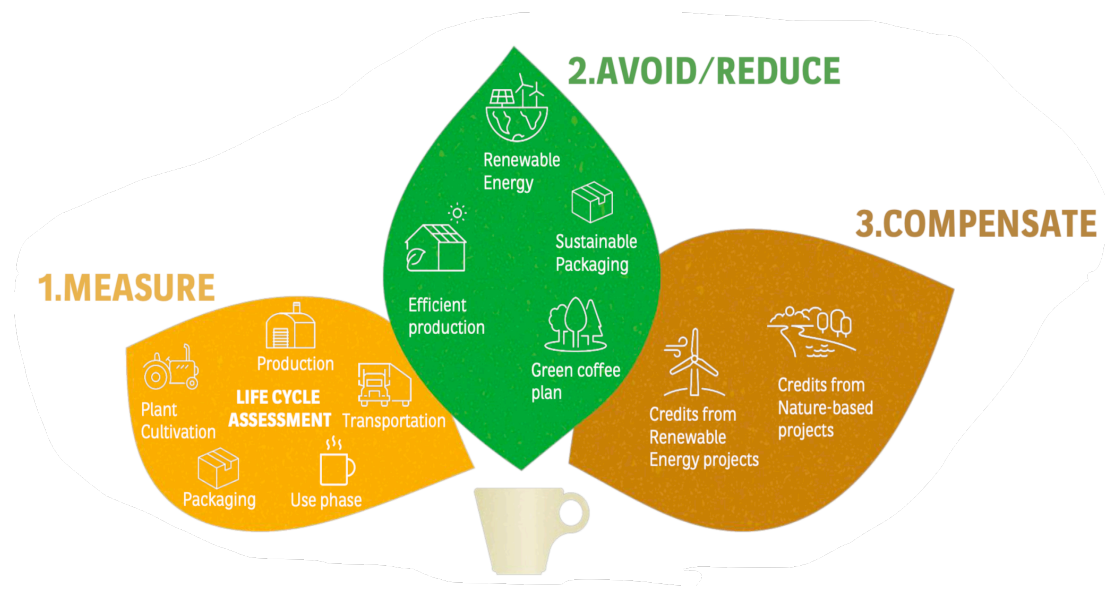 1.MEASURE
Production
Plant
Cultivation
LIFE CYCLE
ASSESSMENT
Transportation
Packaging
Use phase
2.AVOID/REDUCE
Renewable
Energy
Sustainable
Packaging
Efficient
production
Green coffee
plan
3.COMPENSATE
Credits from
Renewable
Energy projects
Credits from
Nature-based
projects